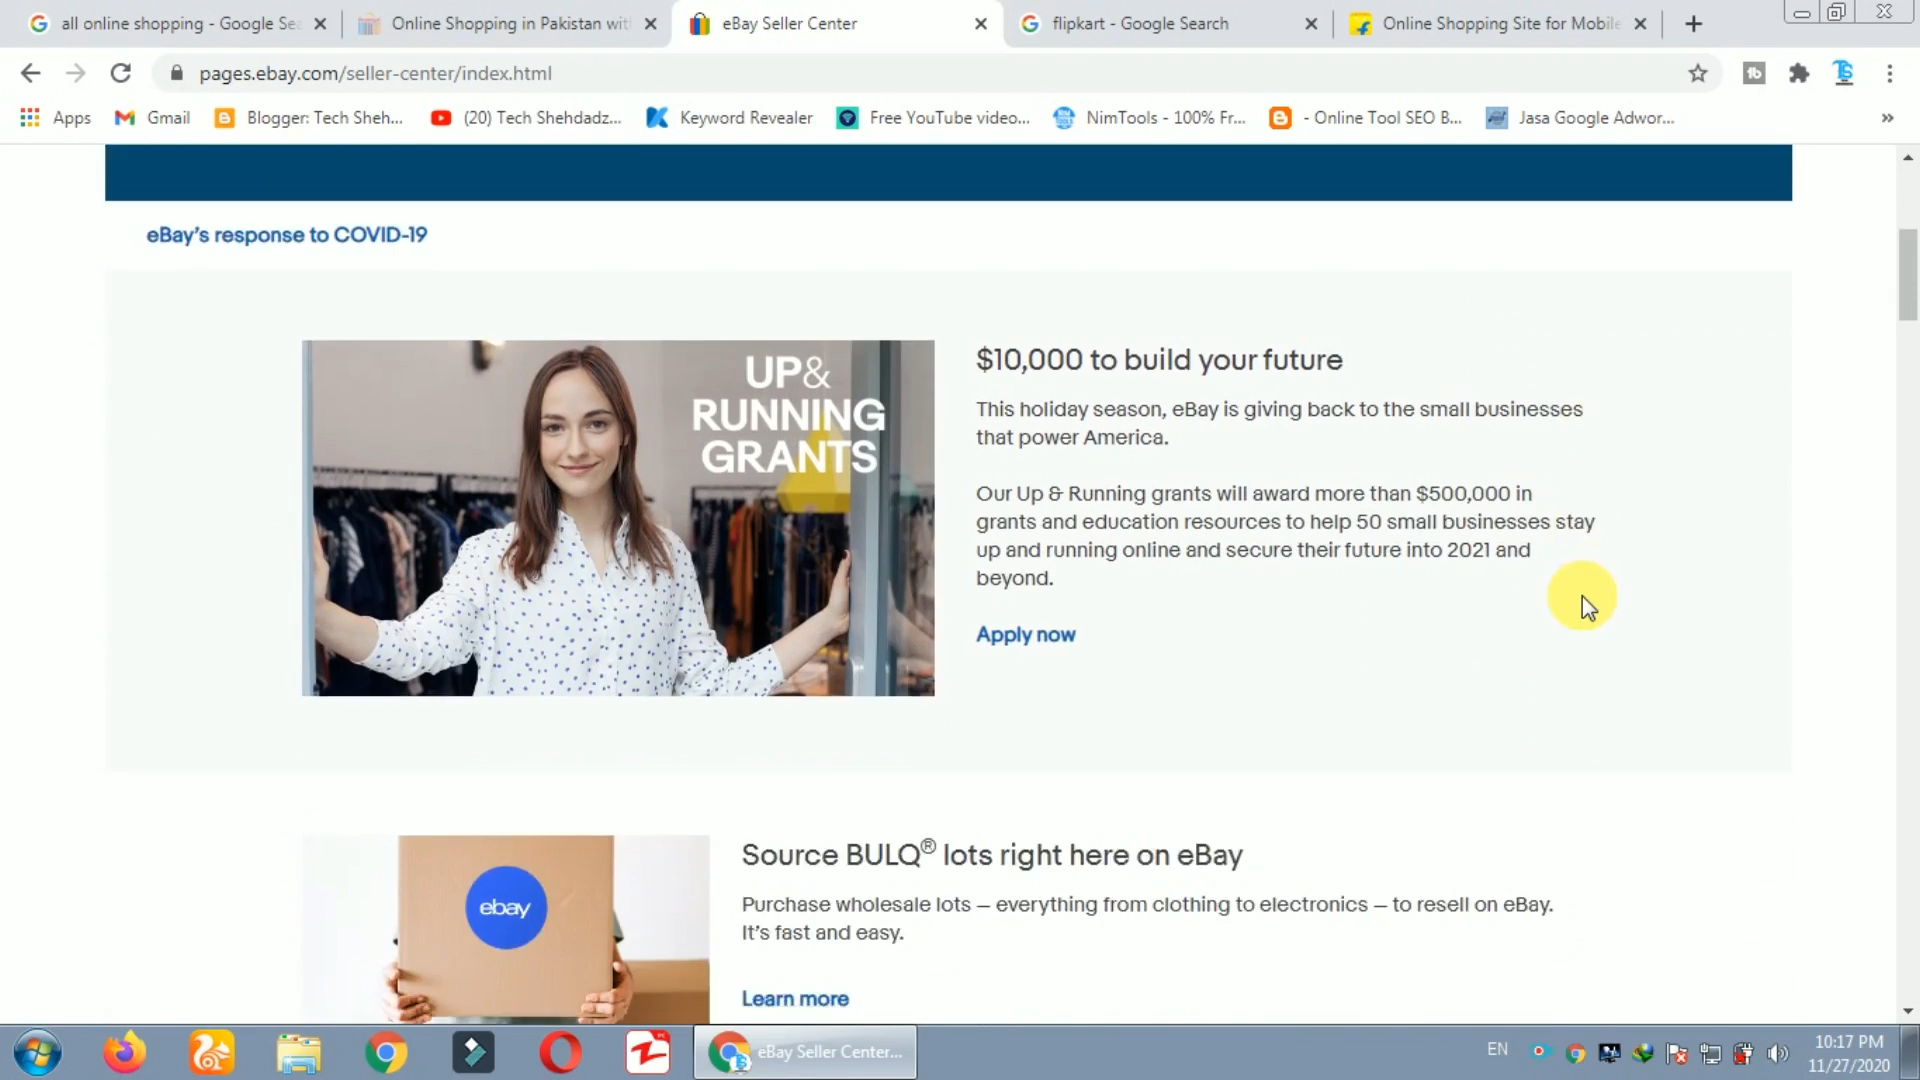 all online shopping - Google Se
Online Shopping in Pakistan wit
eBay Seller Center
flipkart - Google Search
Online Shopping Site for Mobile
pages.ebay.com/seller-center/index.html
Apps
Gmail
Blogger: Tech Sheh...
(20) Tech Shehdadz...
Keyword Revealer
Free YouTube video...
NimTools - 100% Fr...
- Online Tool SEO B...
Jasa Google Adwor...
eBay's response to COVID-19
UP&
RUNNING
GRANTS
$10,000 to build your future
This holiday season, eBay is giving back to the small businesses
that power America.
Our Up & Running grants will award more than $500,000 in
grants and education resources to help 50 small businesses stay
up and running online and secure their future into 2021 and
beyond.
Apply now
ebay
Source BULQ® lots right here on eBay
Purchase wholesale lots – everything from clothing to electronics – to resell on eBay.
It's fast and easy.
Learn more
eBay Seller Center...
EN
10:17 PM
11/27/2020